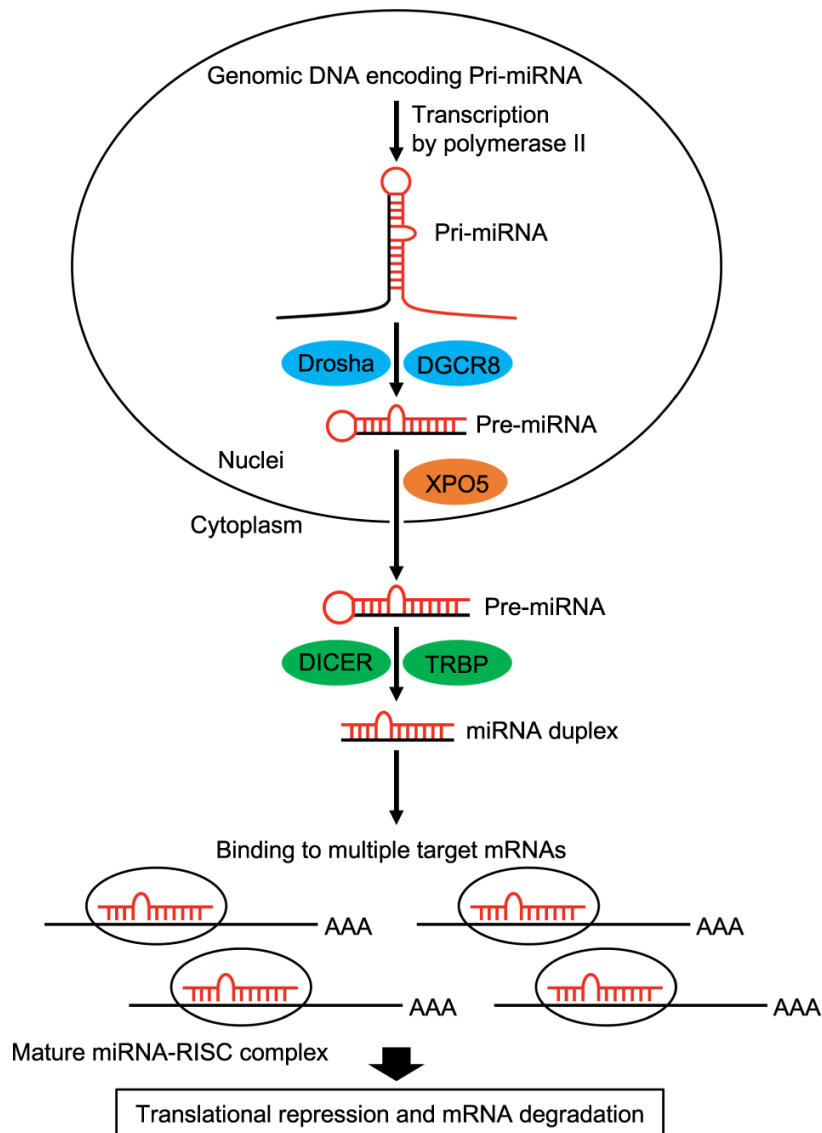 Genomic DNA encoding Pri-miRNA
Transcription
by polymerase II
Pri-miRNA
Drosha
DGCR8
Pre-miRNA
Nuclei
XPO5
Cytoplasm
Pre-miRNA
DICER
TRBP
miRNA duplex
Binding to multiple target mRNAs
AAA
AAA
AAA
AAA
Mature miRNA-RISC complex
Translational repression and mRNA degradation